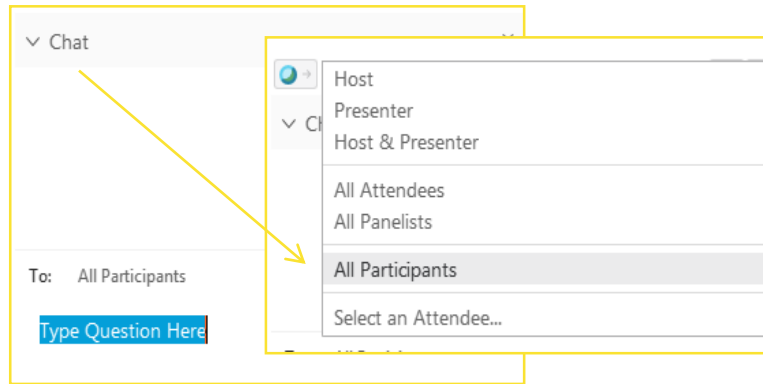 Chat
To: All Participants
Type Question Here
Host
Presenter
Host & Presenter
All Attendees
All Panelists
All Participants
Select an Attendee...